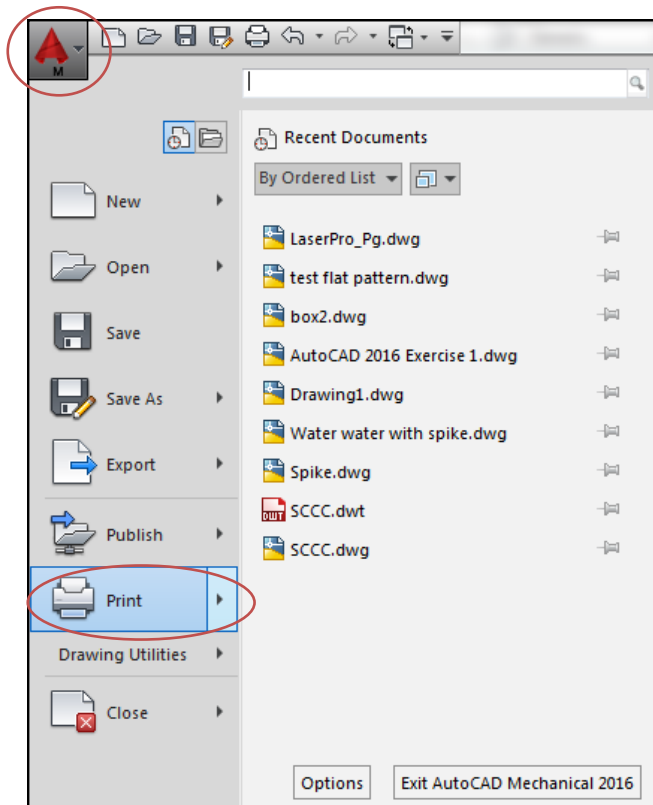 M
Recent Documents
By Ordered List
New
Open
Save
Save As
Export
Publish
Print
Drawing Utilities
Close
LaserPro_Pg.dwg
test flat pattern.dwg
box2.dwg
AutoCAD 2016 Exercise 1.dwg
Drawing1.dwg
Water water with spike.dwg
Spike.dwg
DWT SCCC.dwt
SCCC.dwg
Options
Exit AutoCAD Mechanical 2016